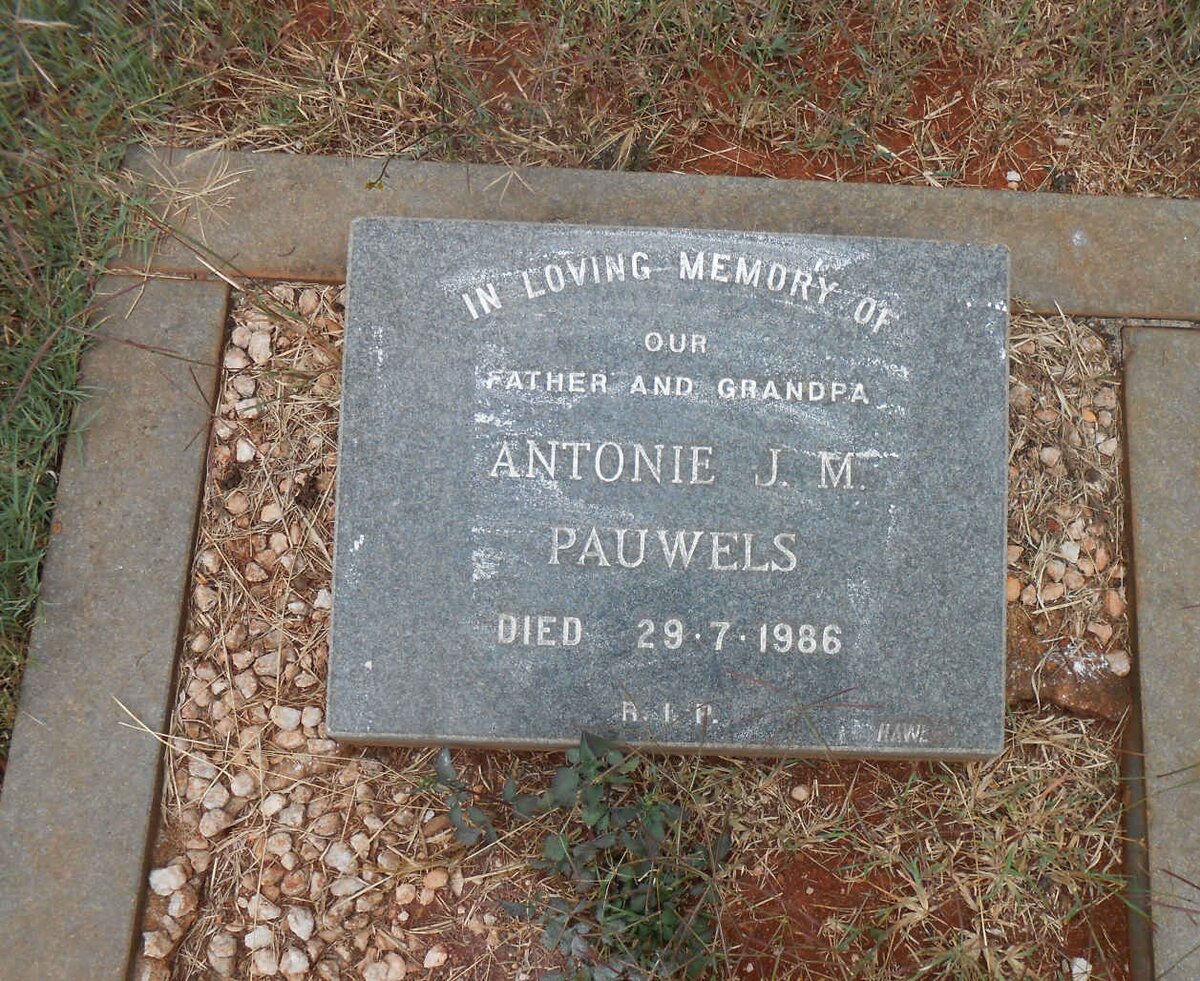 IN LOVING MEMORY OF
OUR
FATHER AND GRANDPA
ANTONIE J. M.
PAUWELS
DIED 29·7·1986
R.I.P.